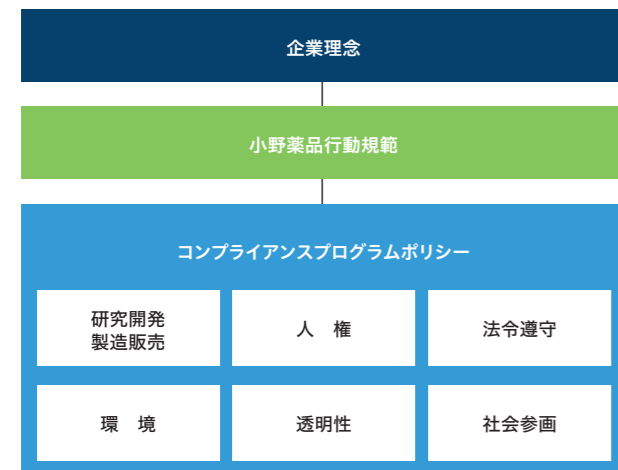 企業理念
小野薬品行動規範
コンプライアンスプログラムポリシー
研究開発
製造販売
人　権
法令遵守
環　境
透明性
社会参画